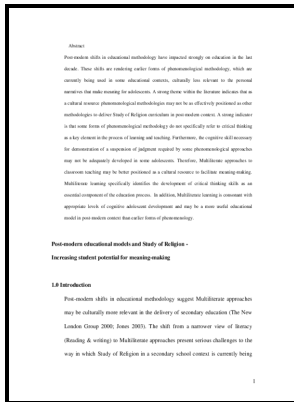 Abstract
Post-modern shifts in educational methodology have impacted strongly on education in the last
decade. These shifts are rendering earlier forms of phenomenological methodology, which are
currently being used in some educational contexts, culturally less relevant to the personal
narratives that make meaning for adolescents. A strong theme within the literature indicates that as
a cultural resource phenomenological methodologies may not be as effectively positioned as other
methodologies to deliver Study of Religion curriculum in post-modern context. A strong indicator
is that some forms of phenomenological methodology do not specifically refer to critical thinking
as a key element in the process of learning and teaching. Furthermore, the cognitive skill necessary
for demonstration of a suspension of judgment required by some phenomenological approaches
may not be adequately developed in some adolescents. Therefore, Multiliterate approaches to
classroom teaching may be better positioned as a cultural resource to facilitate meaning-making.
Multiliterate learning specifically identifies the development of critical thinking skills as an
essential component of the education process. In addition, Multiliterate learning is consonant with
appropriate levels of cognitive adolescent development and may be a more useful educational
model in post-modern context than earlier forms of phenomenology.
Post-modern educational models and Study of Religion -
Increasing student potential for meaning-making
1.0 Introduction
Post-modern shifts in educational methodology suggest Multiliterate approaches
may be culturally more relevant in the delivery of secondary education (The New
London Group 2000; Jones 2003). The shift from a narrower view of literacy
(Reading & writing) to Multiliterate approaches present serious challenges to the
way in which Study of Religion in a secondary school context is currently being
1